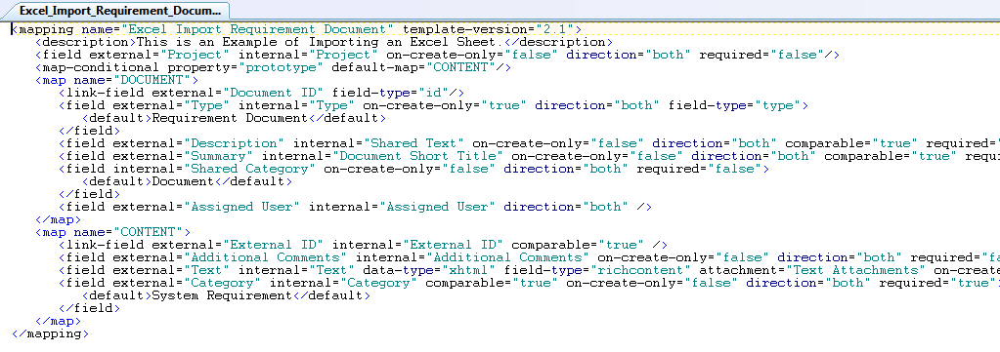 Excel_Import_Requirement_Docum...
<mapping name="Excel Import Requirement Document" template-version="2.1">
<description>This is an Example of Importing an Excel Sheet.</description>
<field external="Project" internal="Project" on-create-only="false" direction="both" required="false"/>
<map-conditional property="prototype" default-map="CONTENT"/>
<map name="DOCUMENT">
<link-field external="Document ID" field-type="id"/>
<field external="Type" internal="Type" on-create-only="true" direction="both" field-type="type">
<default>Requirement Document</default>
</field>
<field external="Description" internal="Shared Text" on-create-only="false" direction="both" comparable="true" required="
<field external="Summary" internal="Document Short Title" on-create-only="false" direction="both" comparable="true" requi
<field internal="Shared Category" on-create-only="false" direction="both" required="false">
<default>Document</default>
</field>
<field external="Assigned User" internal="Assigned User" direction="both" />
</map>
<map name="CONTENT">
<link-field external="External ID" internal="External ID" comparable="true" />
<field external="Additional Comments" internal="Additional Comments" on-create-only="false" direction="both" required="fa
<field external="Text" internal="Text" data-type="xhtml" field-type="richcontent" attachment="Text Attachments" on-create
<field external="Category" internal="Category" comparable="true" on-create-only="false" direction="both" required="true"
<default>System Requirement</default>
</field>
</map>
</mapping>